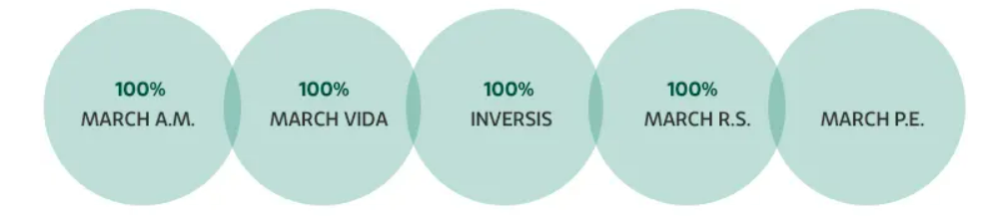 100%
MARCH A.M.
100%
MARCH VIDA
100%
INVERSIS
100%
MARCH R.S.
MARCH P.E.